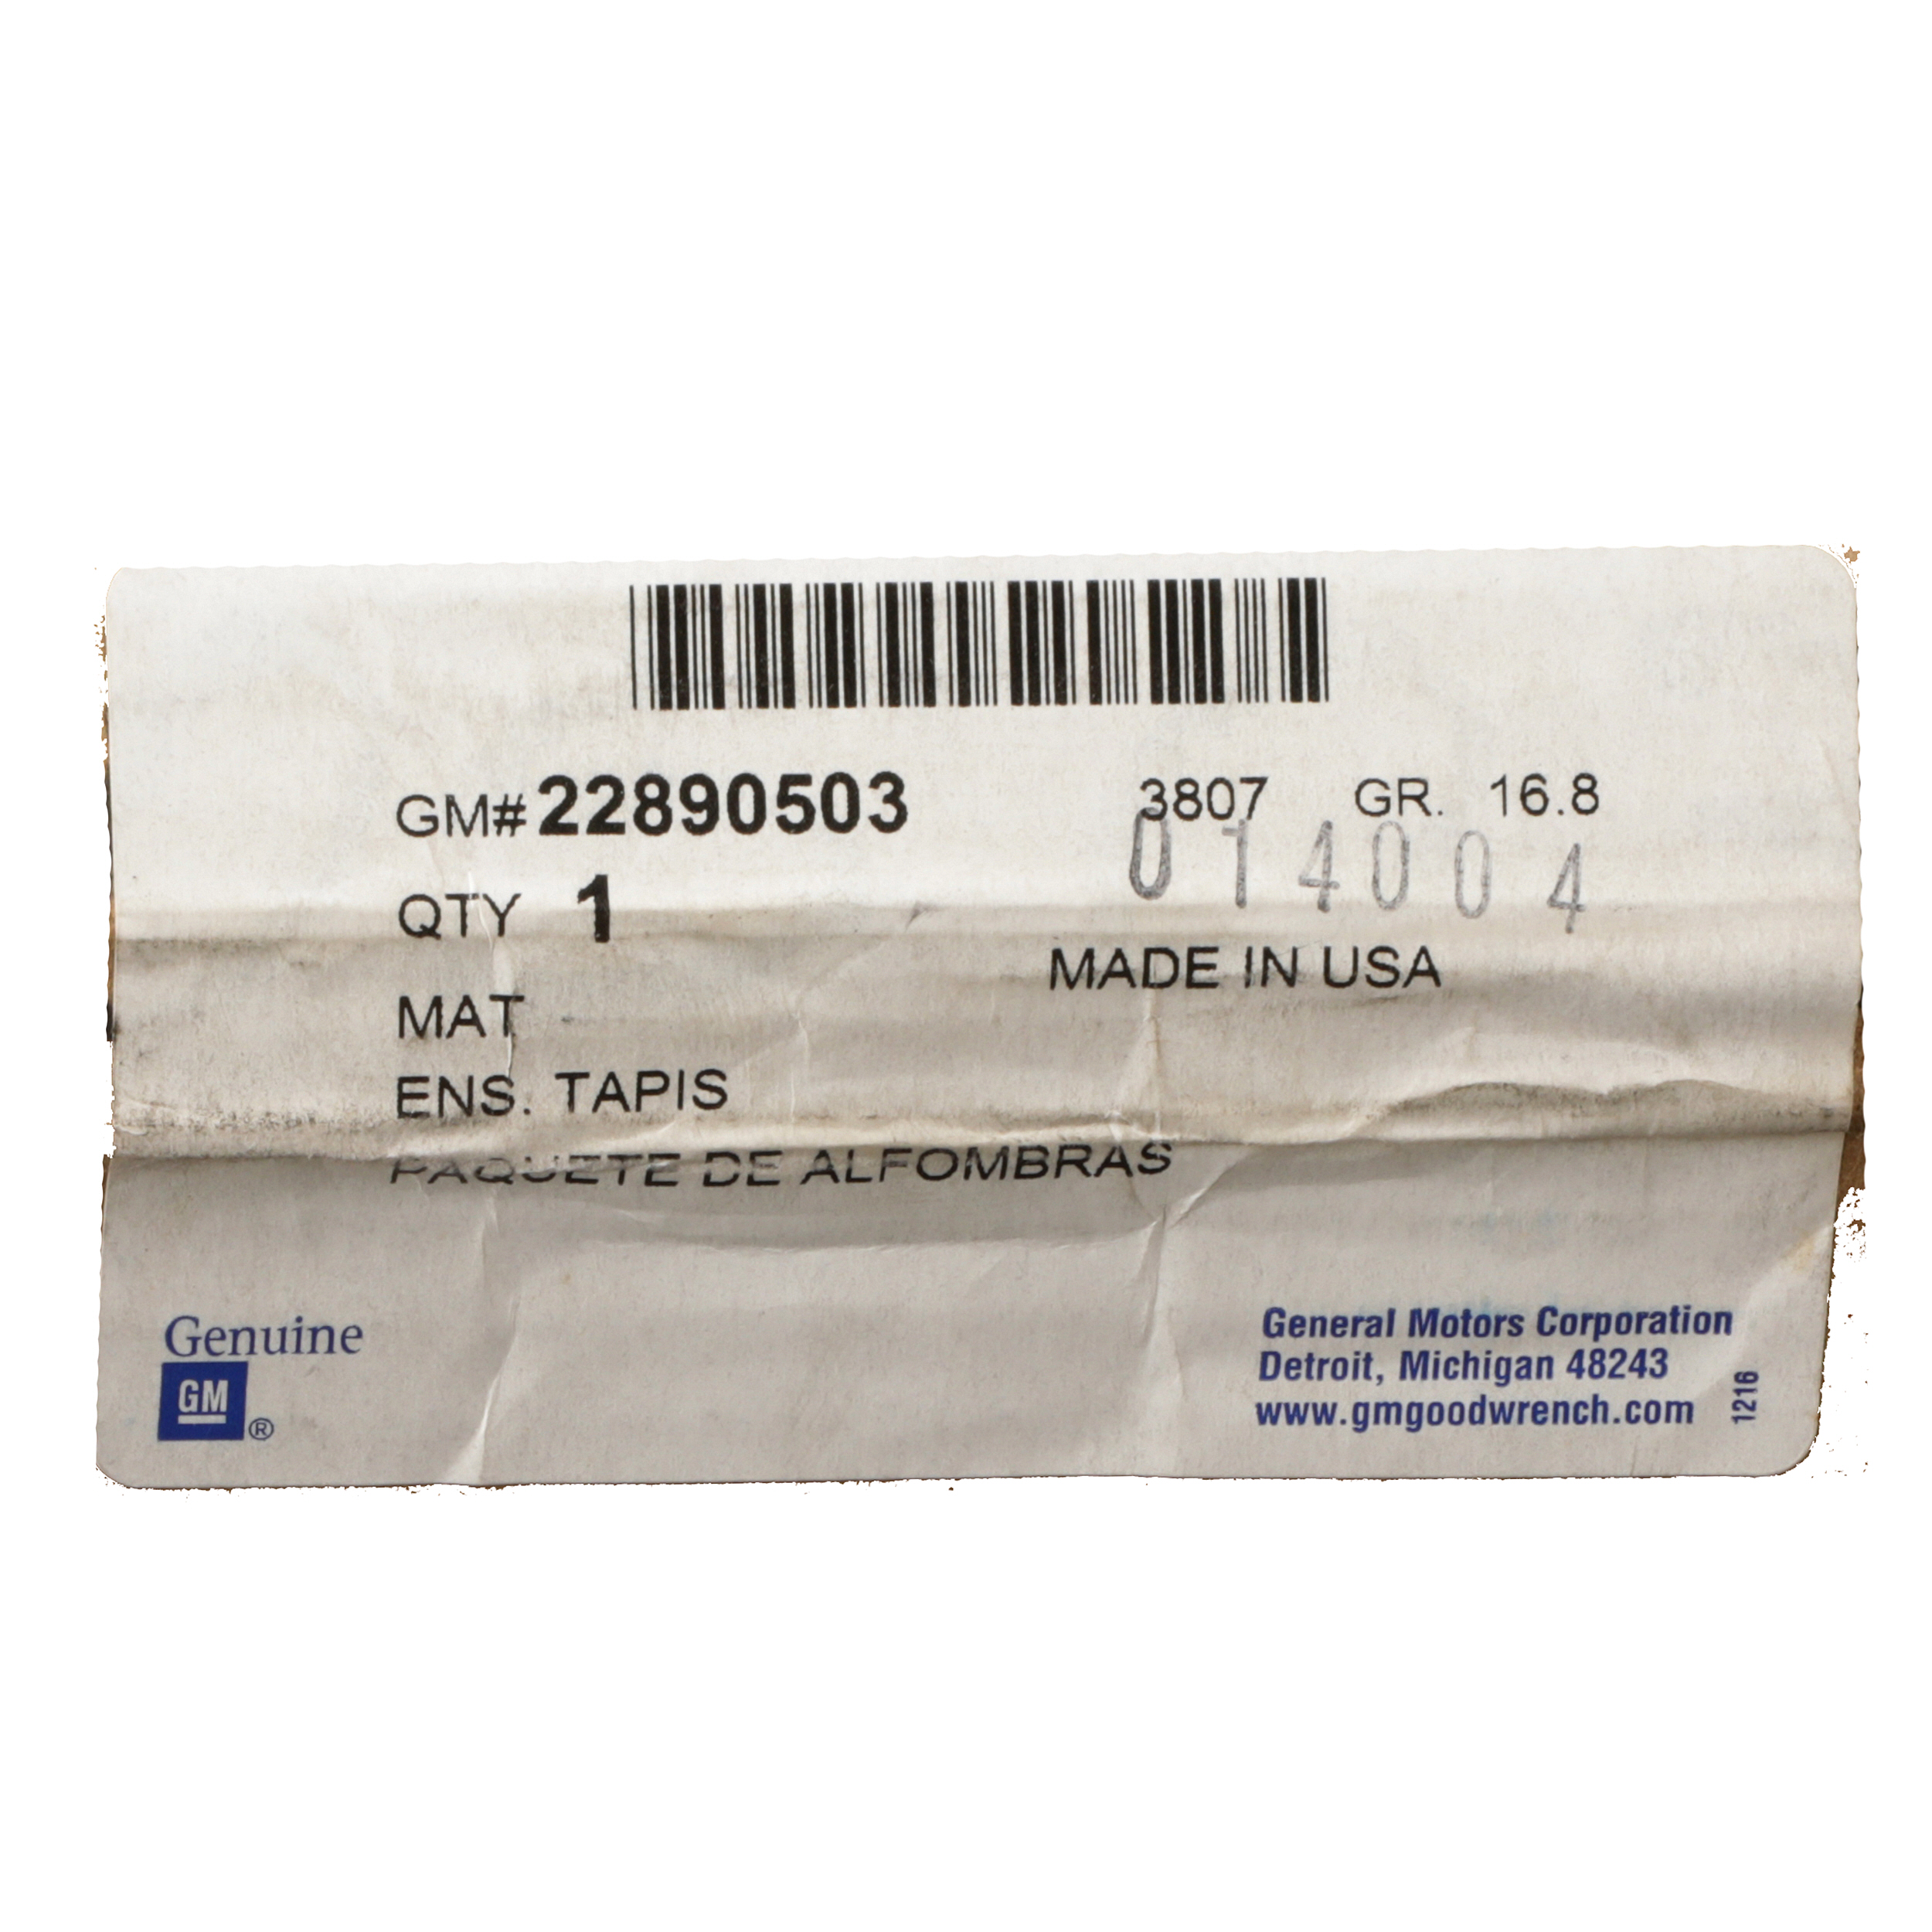 GM# 22890503 3807 GR. 16.8
014004
QTY 1
MADE IN USA
MAT
ENS. TAPIS
PAQUETE DE ALFOMBRAS
Genuine
GM
®
General Motors Corporation
Detroit, Michigan 48243
www.gmgoodwrench.com
1216